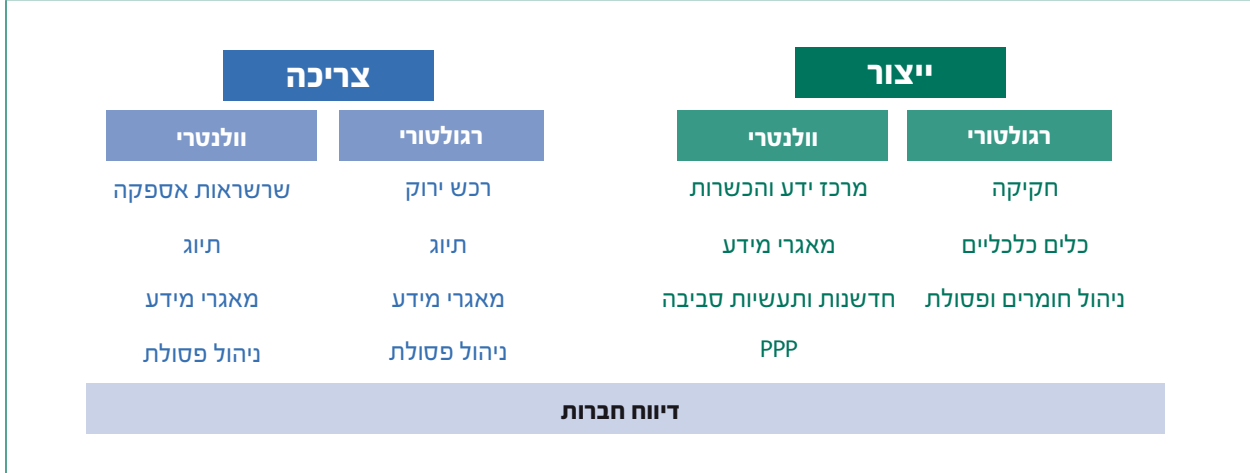 ייצור
צריכה
רגולטורי
וולנטרי
רגולטורי
וולנטרי
חקיקה
מרכז ידע והכשרות
רכש ירוק
שרשראות אספקה
כלים כלכליים
מאגרי מידע
תיוג
תיוג
ניהול חומרים ופסולת
חדשנות ותעשיות סביבה
מאגרי מידע
מאגרי מידע
PPP
ניהול פסולת
ניהול פסולת
דיווח חברות